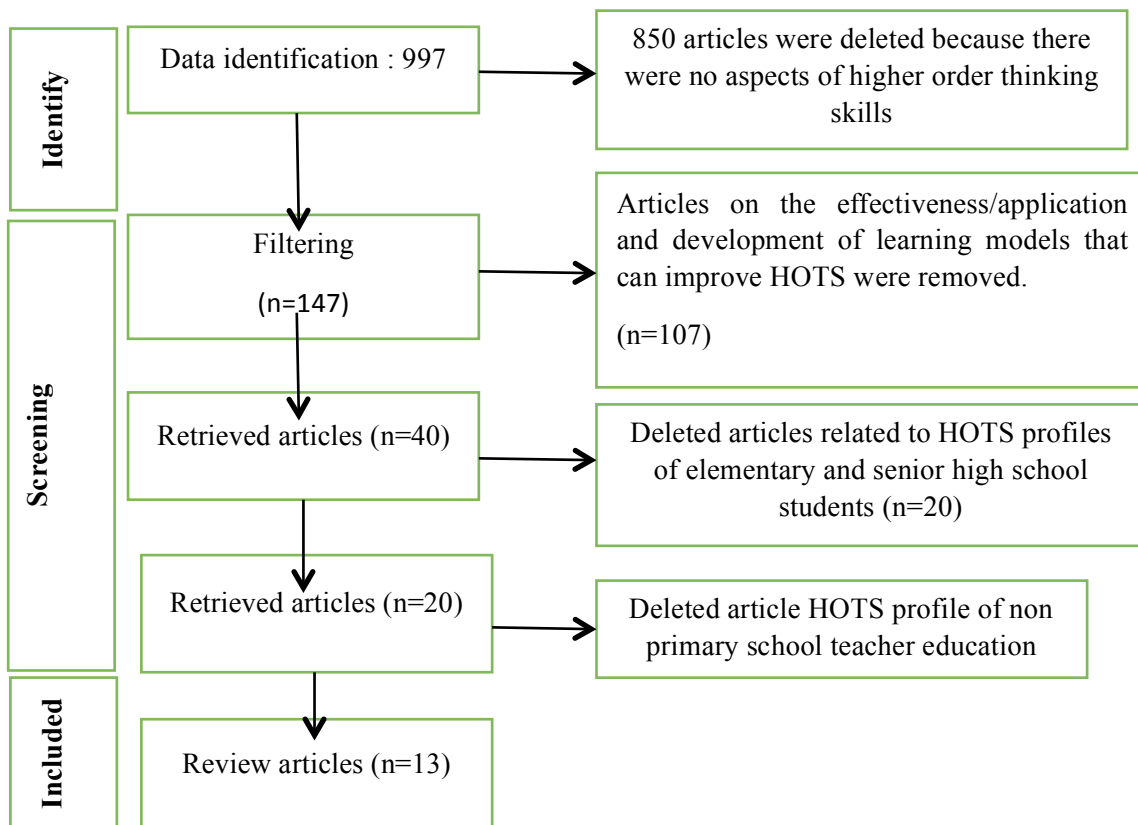 Identify
Data identification : 997
850 articles were deleted because there
were no aspects of higher order thinking
skills
Screening
Filtering
(n=147)
Articles on the effectiveness/application
and development of learning models that
can improve HOTS were removed.
(n=107)
Retrieved articles (n=40)
Deleted articles related to HOTS profiles
of elementary and senior high school
students (n=20)
Retrieved articles (n=20)
Deleted article HOTS profile of non
primary school teacher education
Included
Review articles (n=13)